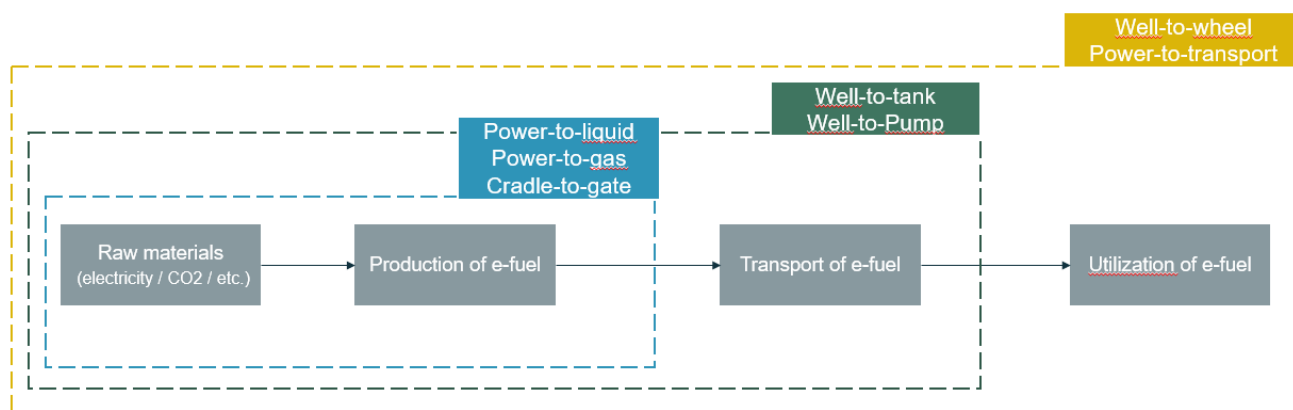 Well-to-wheel
Power-to-transport
Well-to-tank
Well-to-Pump
Power-to-liquid
Power-to-gas
Cradle-to-gate
Raw materials
(electricity / CO2 / etc.)
Production of e-fuel
Transport of e-fuel
Utilization of e-fuel